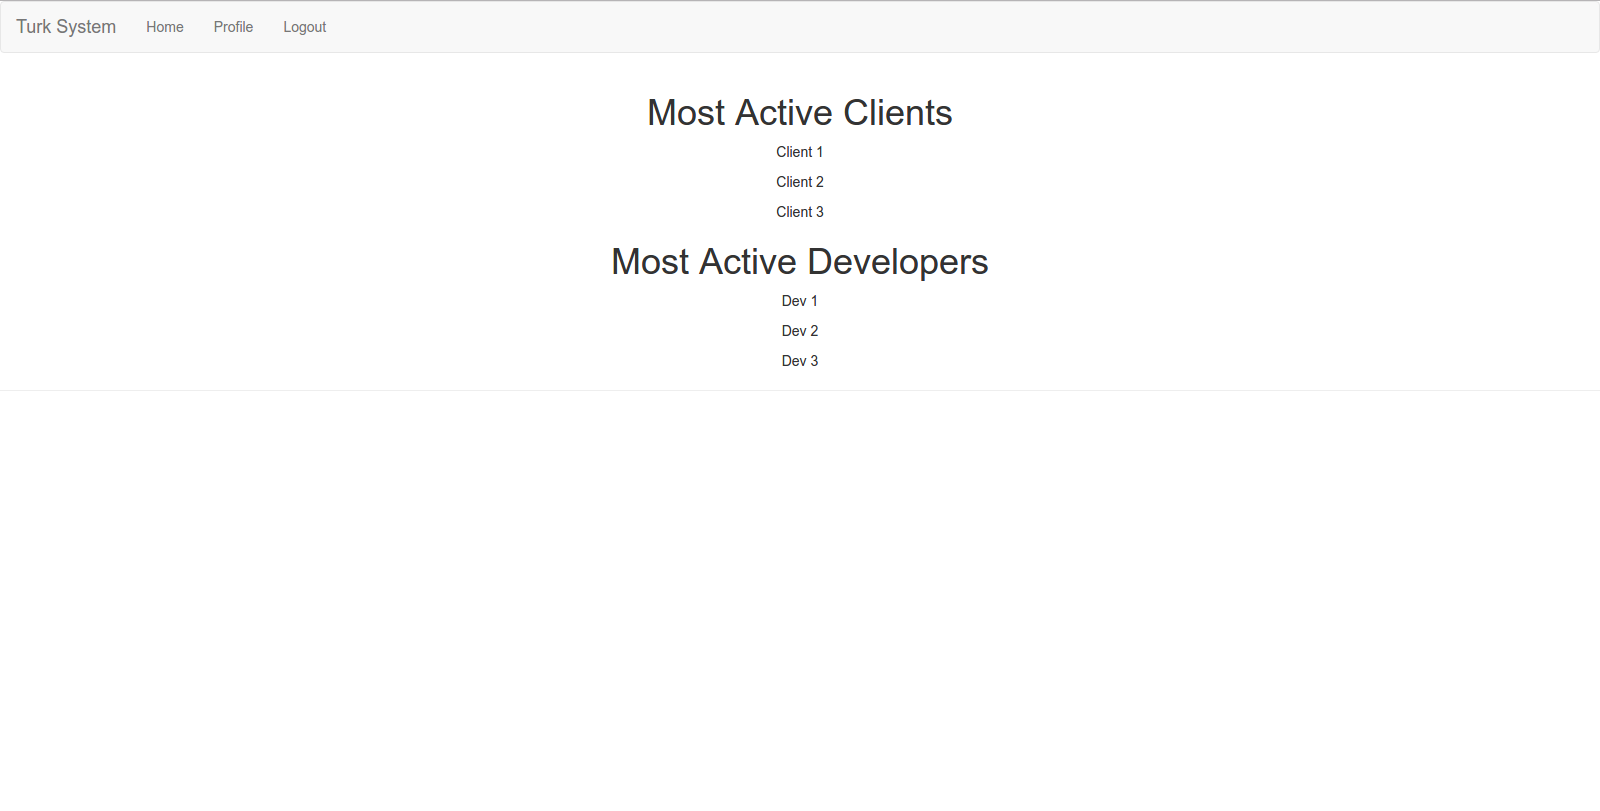 Turk System Home Profile Logout
Most Active Clients
Client 1
Client 2
Client 3
Most Active Developers
Dev 1
Dev 2
Dev 3